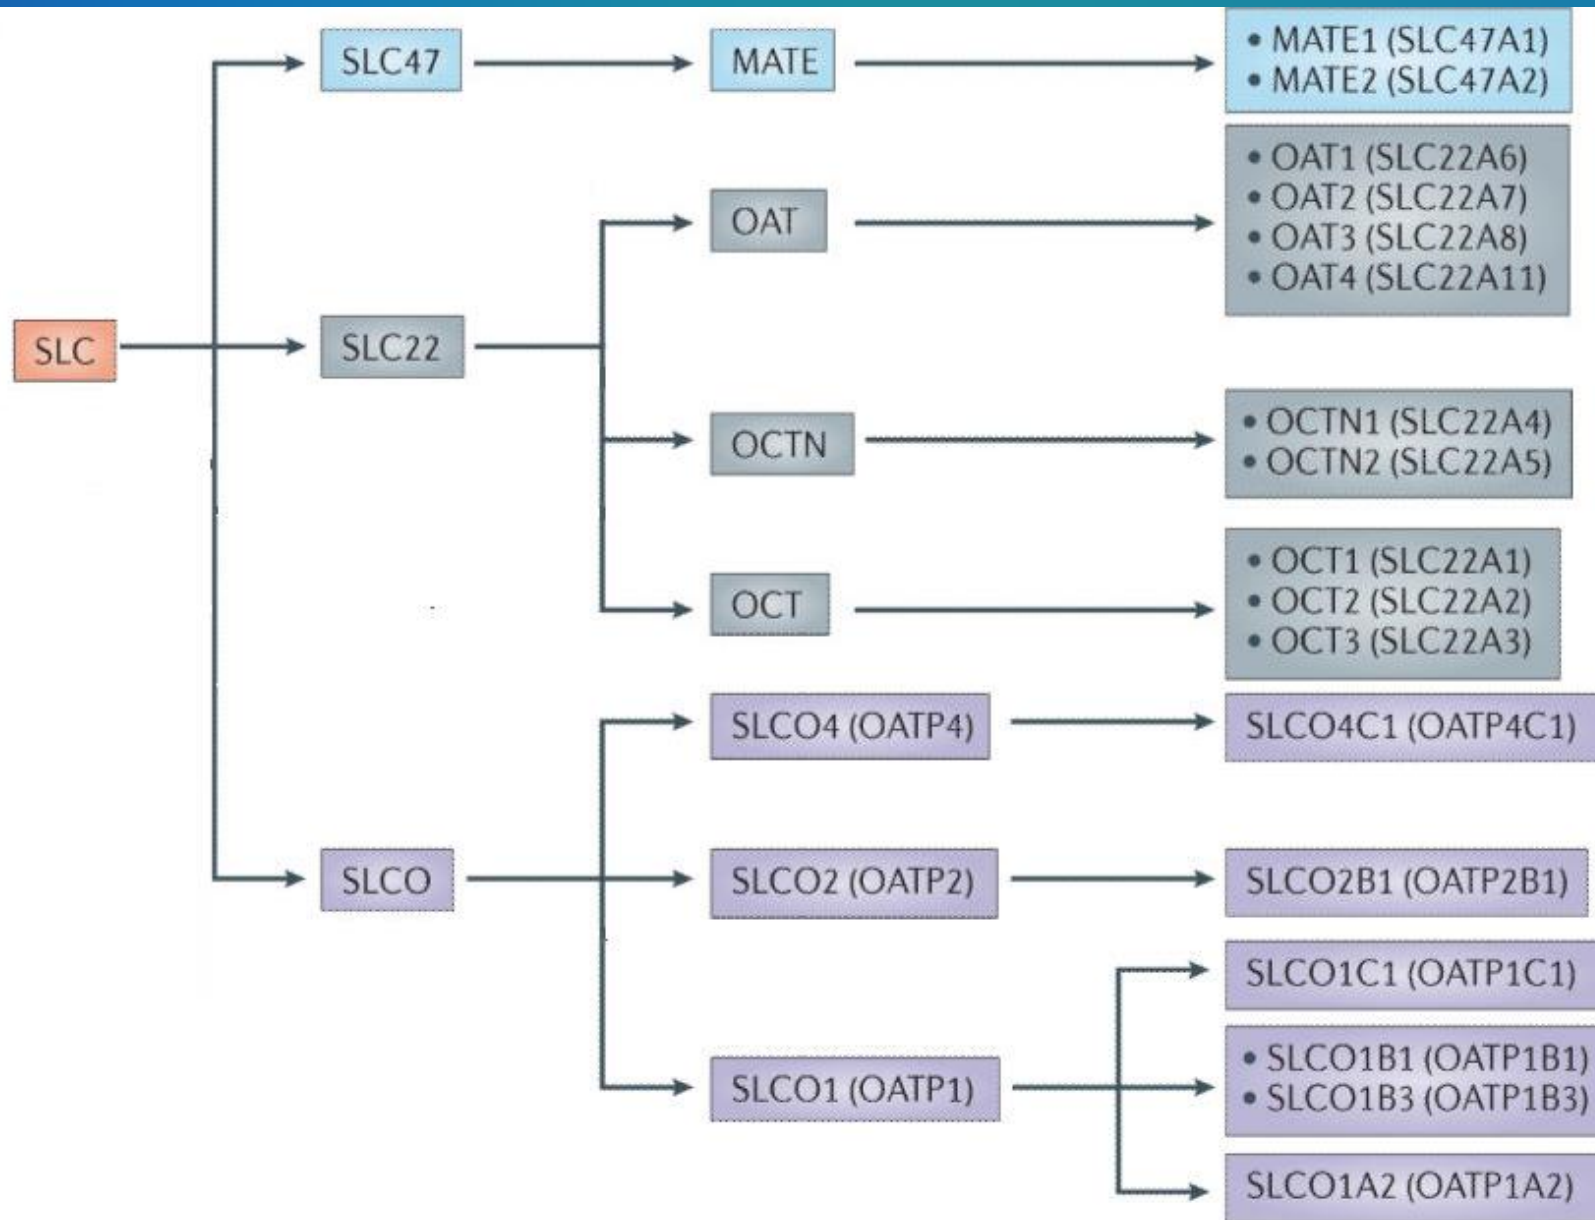 SLC
SLC47
MATE
• MATE1 (SLC47A1)
• MATE2 (SLC47A2)
SLC22
OAT
• OAT1 (SLC22A6)
• OAT2 (SLC22A7)
• OAT3 (SLC22A8)
• OAT4 (SLC22A11)
OCTN
• OCTN1 (SLC22A4)
• OCTN2 (SLC22A5)
OCT
• OCT1 (SLC22A1)
• OCT2 (SLC22A2)
• OCT3 (SLC22A3)
SLCO
SLCO4 (OATP4)
SLCO4C1 (OATP4C1)
SLCO2 (OATP2)
SLCO2B1 (OATP2B1)
SLCO1 (OATP1)
SLCO1C1 (OATP1C1)
• SLCO1B1 (OATP1B1)
• SLCO1B3 (OATP1B3)
SLCO1A2 (OATP1A2)